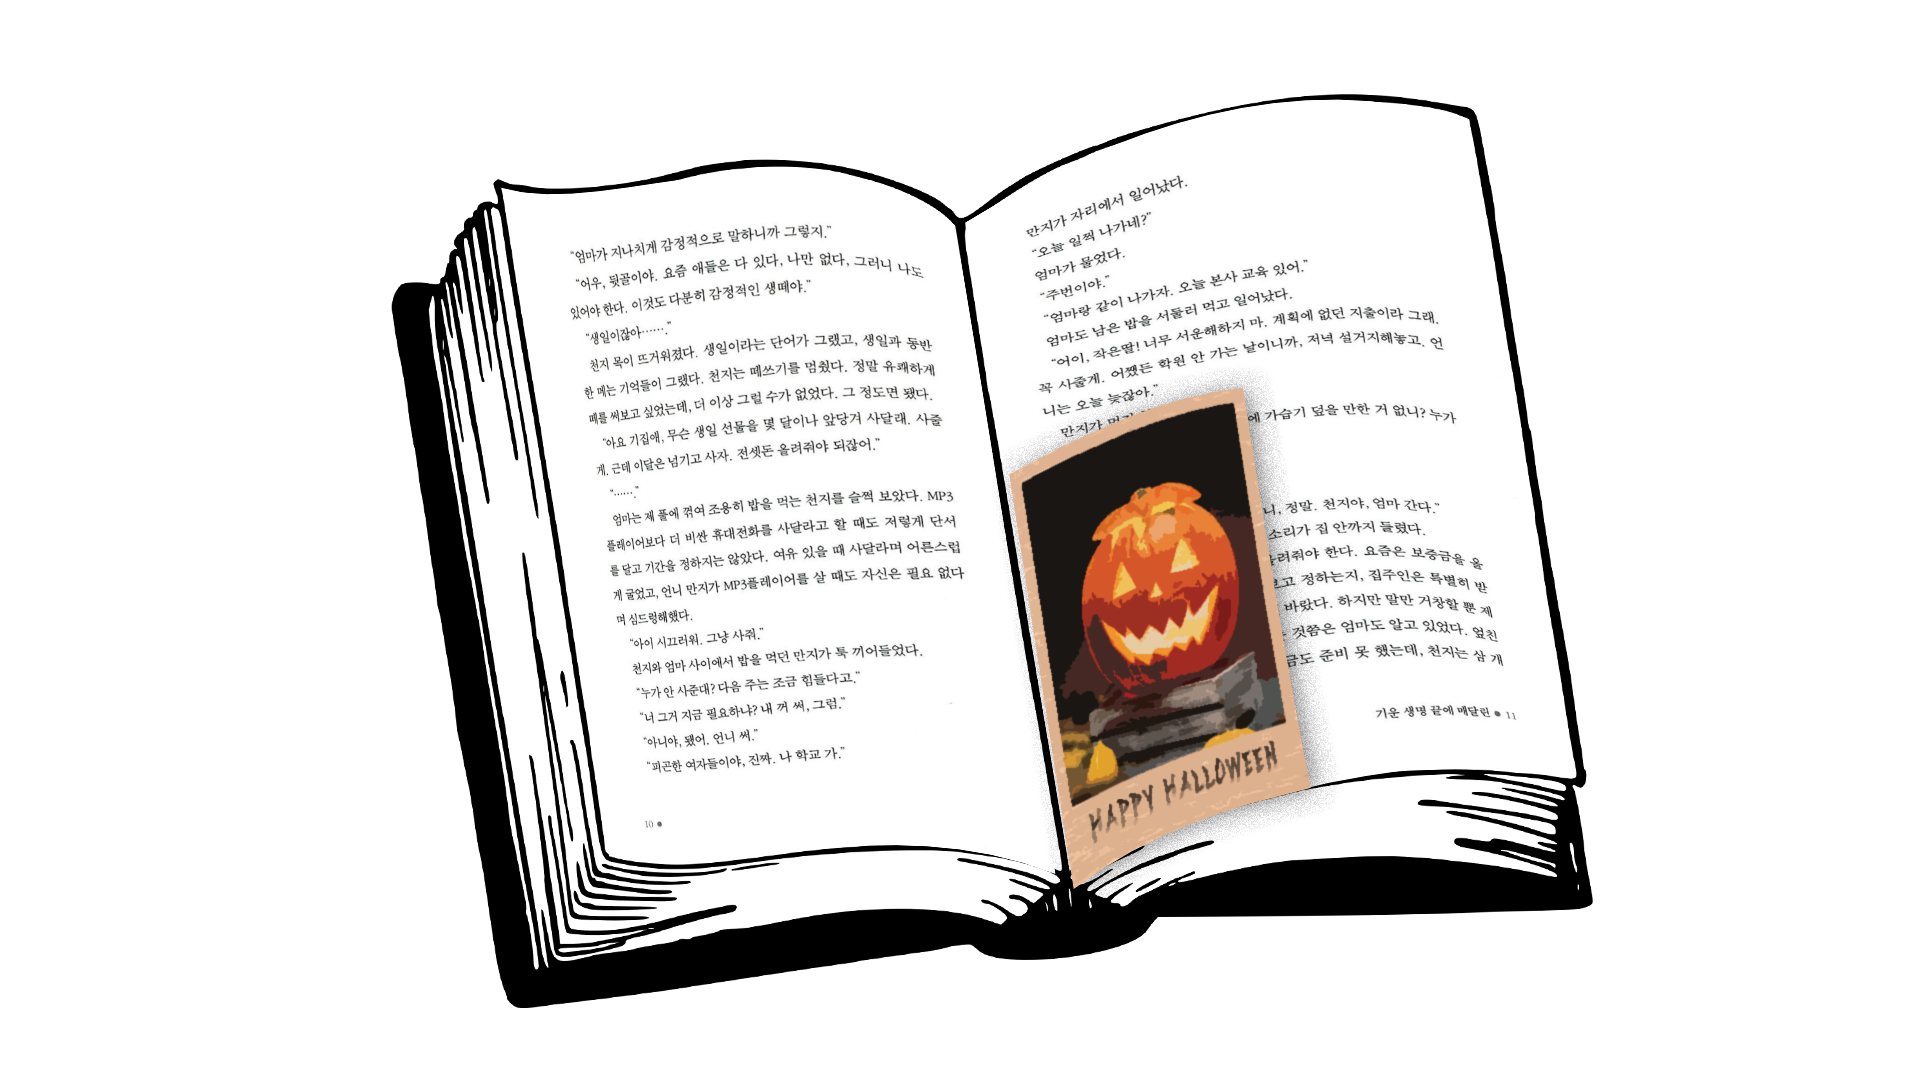 “엄마가 지나치게 감정적으로 말하니까 그렇지.”
“어우, 뒷골이야. 요즘 애들은 다 있다, 나만 없다, 그러니 나도
있어야 한다. 이것도 다분히 감정적인 생떼야.”
“생일이잖아…….”
천지 목이 뜨거워졌다. 생일이라는 단어가 그랬고, 생일과 동반
한 메는 기억들이 그랬다. 천지는 떼쓰기를 멈췄다. 정말 유쾌하게
떼를 써보고 싶었는데, 더 이상 그럴 수가 없었다. 그 정도면 됐다.
“아요 기집애, 무슨 생일 선물을 몇 달이나 앞당겨 사달래. 사줄
게. 근데 이달은 넘기고 사자. 전셋돈 올려줘야 되잖어.”
“…….”
엄마는 제 풀에 꺾여 조용히 밥을 먹는 천지를 슬쩍 보았다. MP3
플레이어보다 더 비싼 휴대전화를 사달라고 할 때도 저렇게 단서
를 달고 기간을 정하지는 않았다. 여유 있을 때 사달라며 어른스럽
게 굴었고, 언니 만지가 MP3플레이어를 살 때도 자신은 필요 없다
며 심드렁해했다.
“아이 시끄러워. 그냥 사줘.”
천지와 엄마 사이에서 밥을 먹던 만지가 툭 끼어들었다.
“누가 안 사준대? 다음 주는 조금 힘들다고.”
“너 그거 지금 필요하냐? 내 꺼 써, 그럼.”
“아니야, 됐어. 언니 써.”
“피곤한 여자들이야, 진짜. 나 학교 가.”
10 ●
만지가 자리에서 일어났다.
“오늘 일찍 나가네?”
엄마가 물었다.
“주번이야.”
“엄마랑 같이 나가자. 오늘 본사 교육 있어.”
엄마도 남은 밥을 서둘러 먹고 일어났다.
“어이, 작은딸! 너무 서운해하지 마. 계획에 없던 지출이라 그래.
꼭 사줄게. 어쨌든 학원 안 가는 날이니까, 저녁 설거지해놓고. 언
니는 오늘 늦잖아.”
만지가 에 가습기 덮을 만한 거 없니? 누가
니, 정말. 천지야, 엄마 간다.”
소리가 집 안까지 들렸다.
려줘야 한다. 요즘은 보증금을 올
보고 정하는지, 집주인은 특별히 받
바랐다. 하지만 말만 거창할 뿐 제
것쯤은 엄마도 알고 있었다. 옆친
금도 준비 못 했는데, 천지는 삼 개
기운 생명 끝에 매달린 ● 11
HAPPY HALLOWEEN